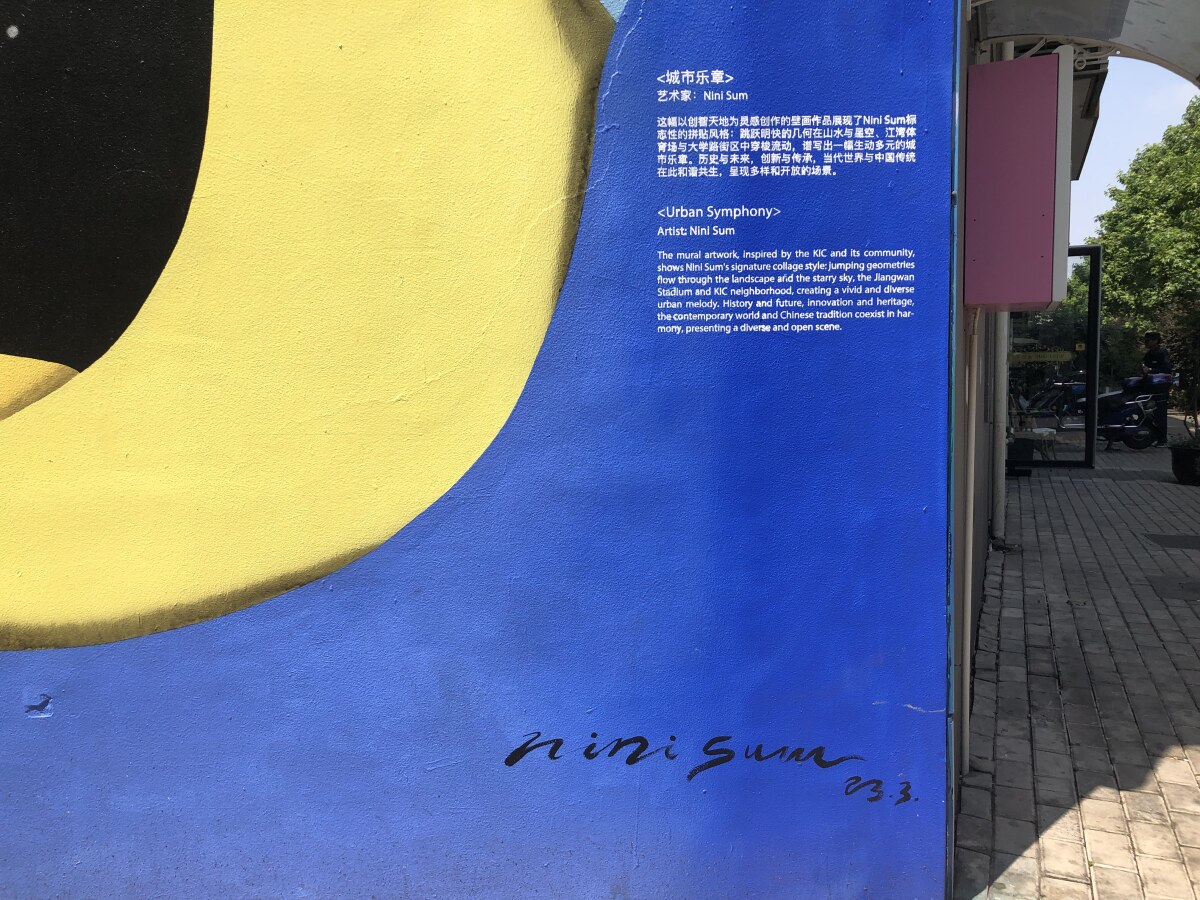 <城市乐章>
艺术家：Nini Sum
这幅以创智天地为灵感创作的壁画作品展现了Nini Sum标
志性的拼贴风格：跳跃明快的几何在山水与星空、江湾体
育场与大学路街区中穿梭流动，谱写出一幅生动多元的城
市乐章。历史与未来，创新与传承，当代世界与中国传统
在此和谐共生，呈现多样和开放的场景。
<Urban Symphony>
Artist: Nini Sum
The mural artwork, inspired by the KIC and its community,
shows Nini Sum's signature collage style: jumping geometries
flow through the landscape and the starry sky, the Jiangwan
Stadium and KIC neighborhood, creating a vivid and diverse
urban melody. History and future, innovation and heritage,
the contemporary world and Chinese tradition coexist in har-
mony, presenting a diverse and open scene.
nini sum
23.3.